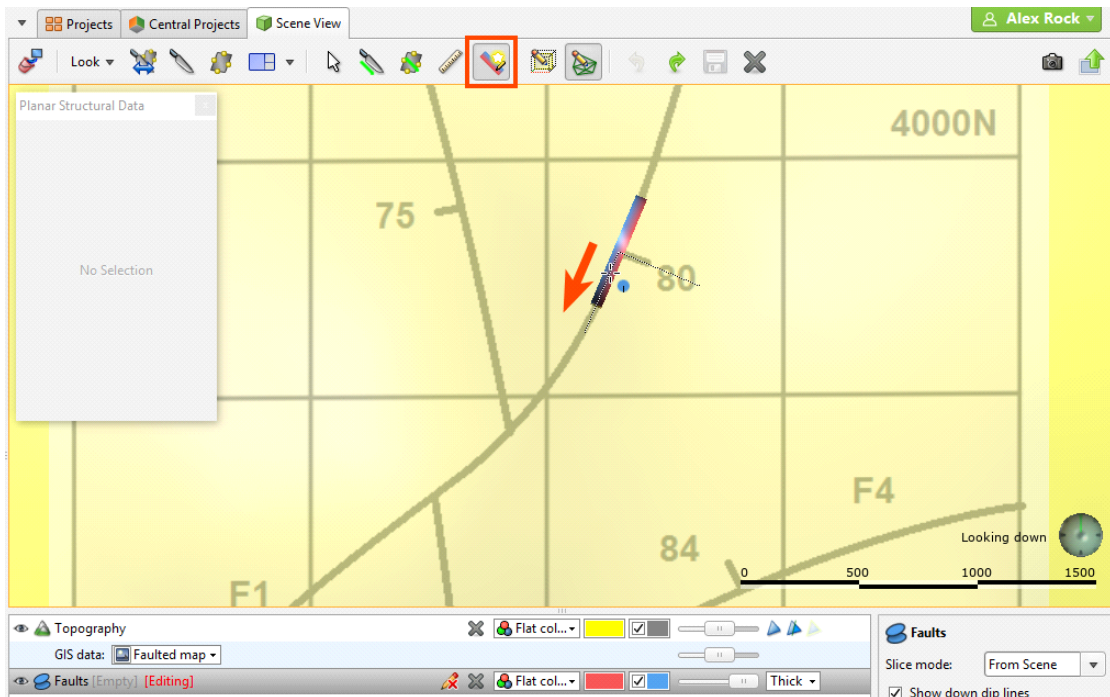 Projects Central Projects Scene View Alex Rock
Look
Planar Structural Data x
4000N
75
No Selection
80
F4
Looking down
84
0 500 1000 1500
F1
Topography Flat col...
GIS data: Faulted map
Faults [Empty] [Editing] Flat col... Thick
Faults
Slice mode: From Scene
Show down dip lines